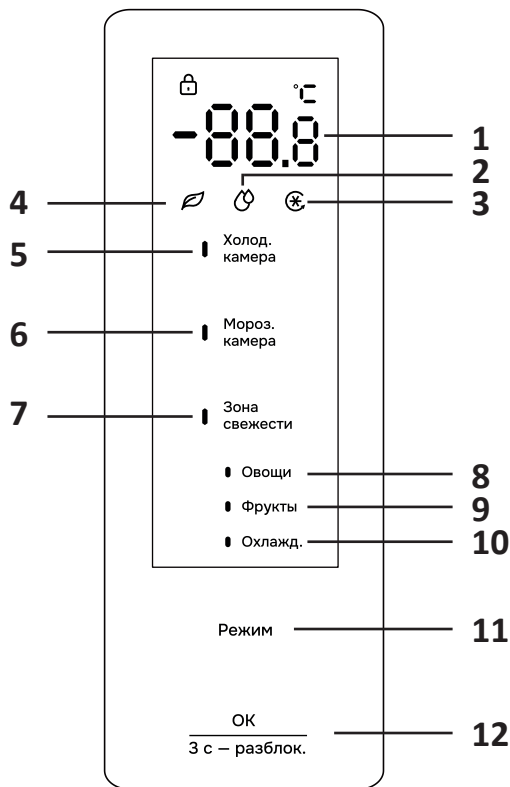 °C
-88.8
1
2
3
4
5
Холод.
камера
6
Мороз.
камера
7
Зона
свежести
Овощи
8
Фрукты
9
Охлажд.
10
Режим
11
ОК
12
3 с – разблок.